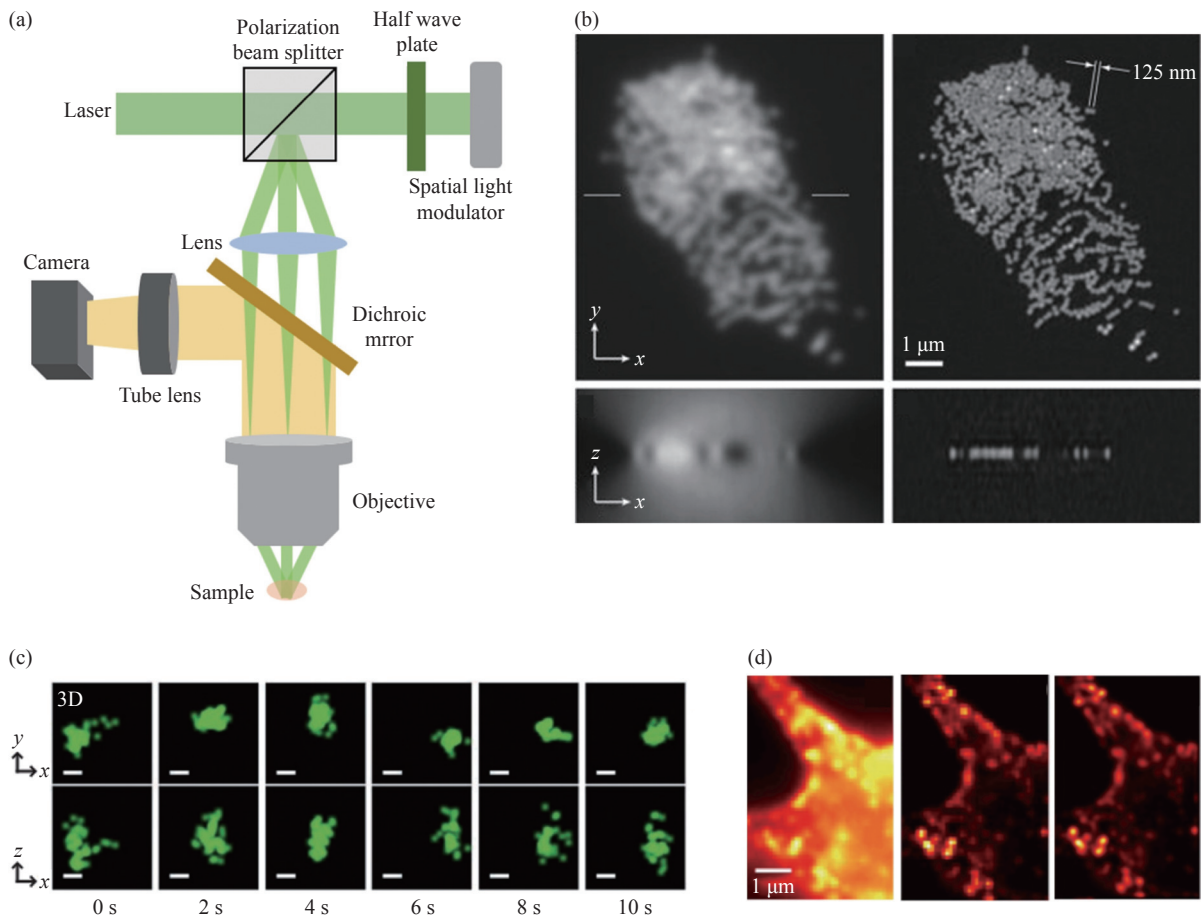 (a)
Polarization
beam splitter
Half wave
plate
Laser
Spatial light
modulator
Lens
Camera
Dichroic
mrror
Tube lens
Objective
Sample
(b)
125 nm
y
x
1 μm
z
x
(c)
3D
y
x
z
x
0 s 2 s 4 s 6 s 8 s 10 s
(d)
1 μm